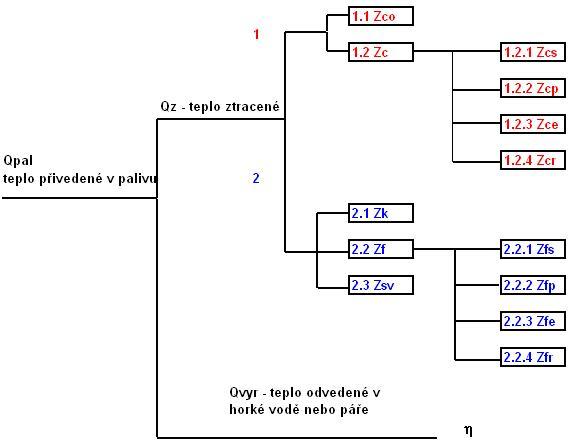 1
1.1 Zco
1.2 Zc
1.2.1 Zcs
1.2.2 Zcp
1.2.3 Zce
1.2.4 Zcr
Qz - teplo ztracené
Qpal
teplo přivedené v palivu
2
2.1 Zk
2.2 Zf
2.3 Zsv
2.2.1 Zfs
2.2.2 Zfp
2.2.3 Zfe
2.2.4 Zfr
Qvyr - teplo odvedené v
horké vodě nebo páře
η